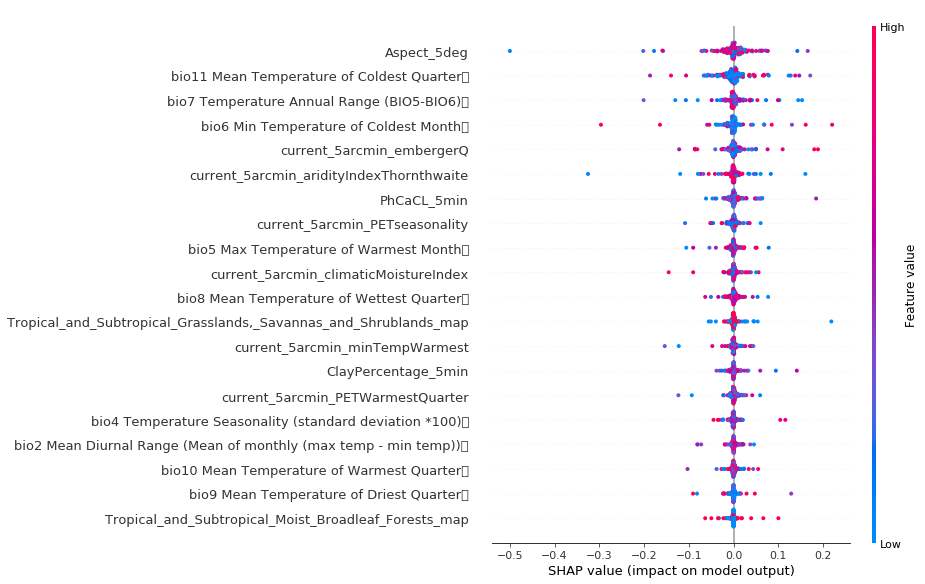 High
Aspect_5deg
bio11 Mean Temperature of Coldest Quarter▯
bio7 Temperature Annual Range (BIO5-BIO6)▯
bio6 Min Temperature of Coldest Month▯
current_5arcmin_embergerQ
current_5arcmin_aridityIndexThornthwaite
PhCaCL_5min
current_5arcmin_PETseasonality
bio5 Max Temperature of Warmest Month▯
current_5arcmin_climaticMoistureIndex
bio8 Mean Temperature of Wettest Quarter▯
Tropical_and_Subtropical_Grasslands,_Savannas_and_Shrublands_map
current_5arcmin_minTempWarmest
ClayPercentage_5min
current_5arcmin_PETWarmestQuarter
bio4 Temperature Seasonality (standard deviation *100)▯
bio2 Mean Diurnal Range (Mean of monthly (max temp - min temp))▯
bio10 Mean Temperature of Warmest Quarter▯
bio9 Mean Temperature of Driest Quarter▯
Tropical_and_Subtropical_Moist_Broadleaf_Forests_map
Feature value
Low
−0.5 −0.4 −0.3 −0.2 −0.1 0.0 0.1 0.2
SHAP value (impact on model output)